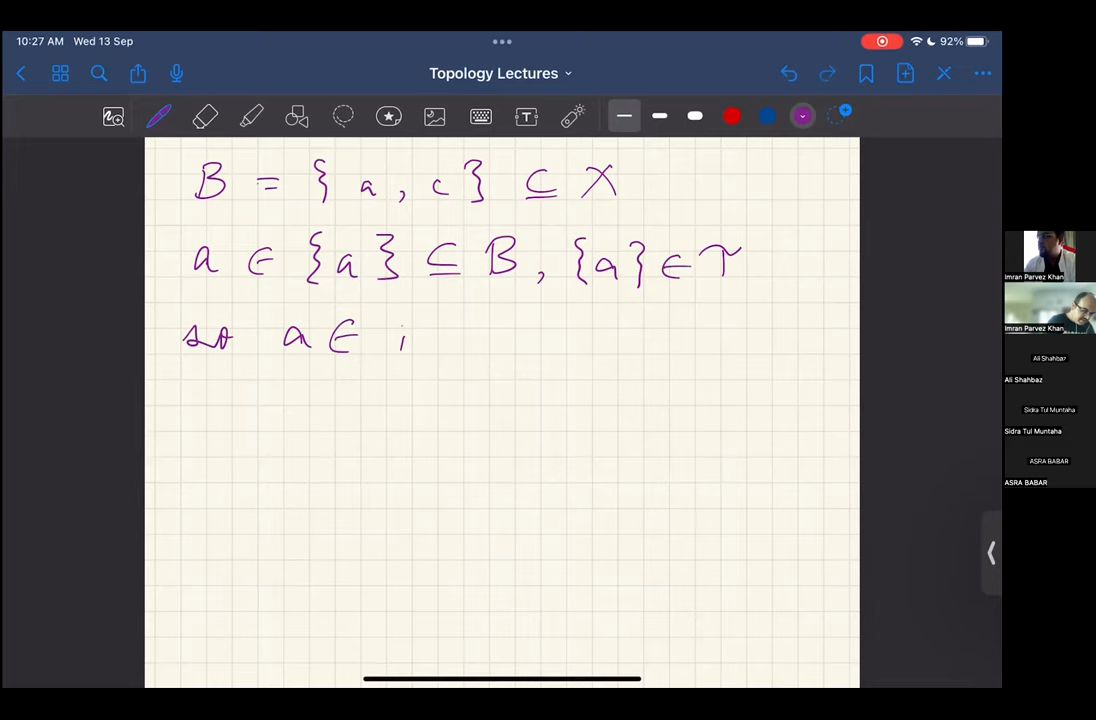 10:27 AM Wed 13 Sep
92%
Topology Lectures
B = { a , c } ⊆ X
a ∈ { a } ⊆ B , { a } ∈ τ
so a ∈ i
Imran Parvez Khan
Imran Parvez Khan
Ali Shahbaz
Ali Shahbaz
Sidra Tul Muntaha
Sidra Tul Muntaha
ASRA BABAR
ASRA BABAR